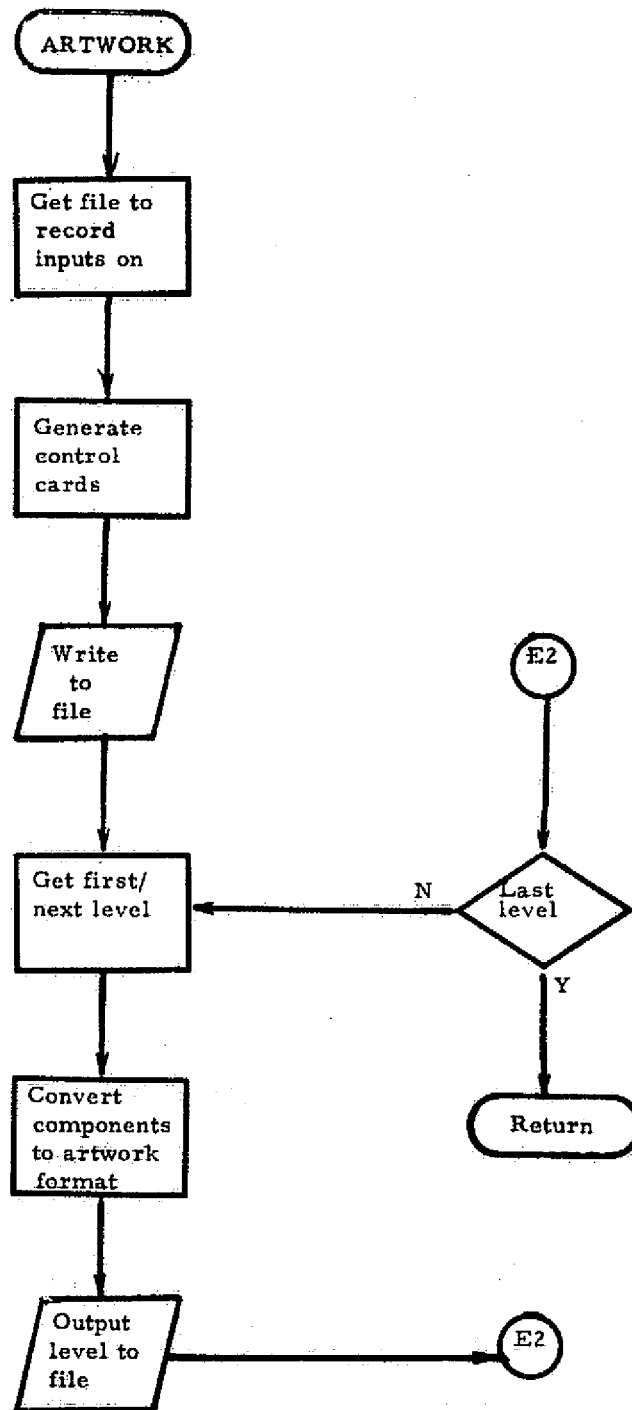 ARTWORK
Get file to
record
inputs on
Generate
control
cards
Write
to
file
E2
Get first/
next level
N
Last
level
Y
Convert
components
to artwork
format
Return
Output
level to
file
E2